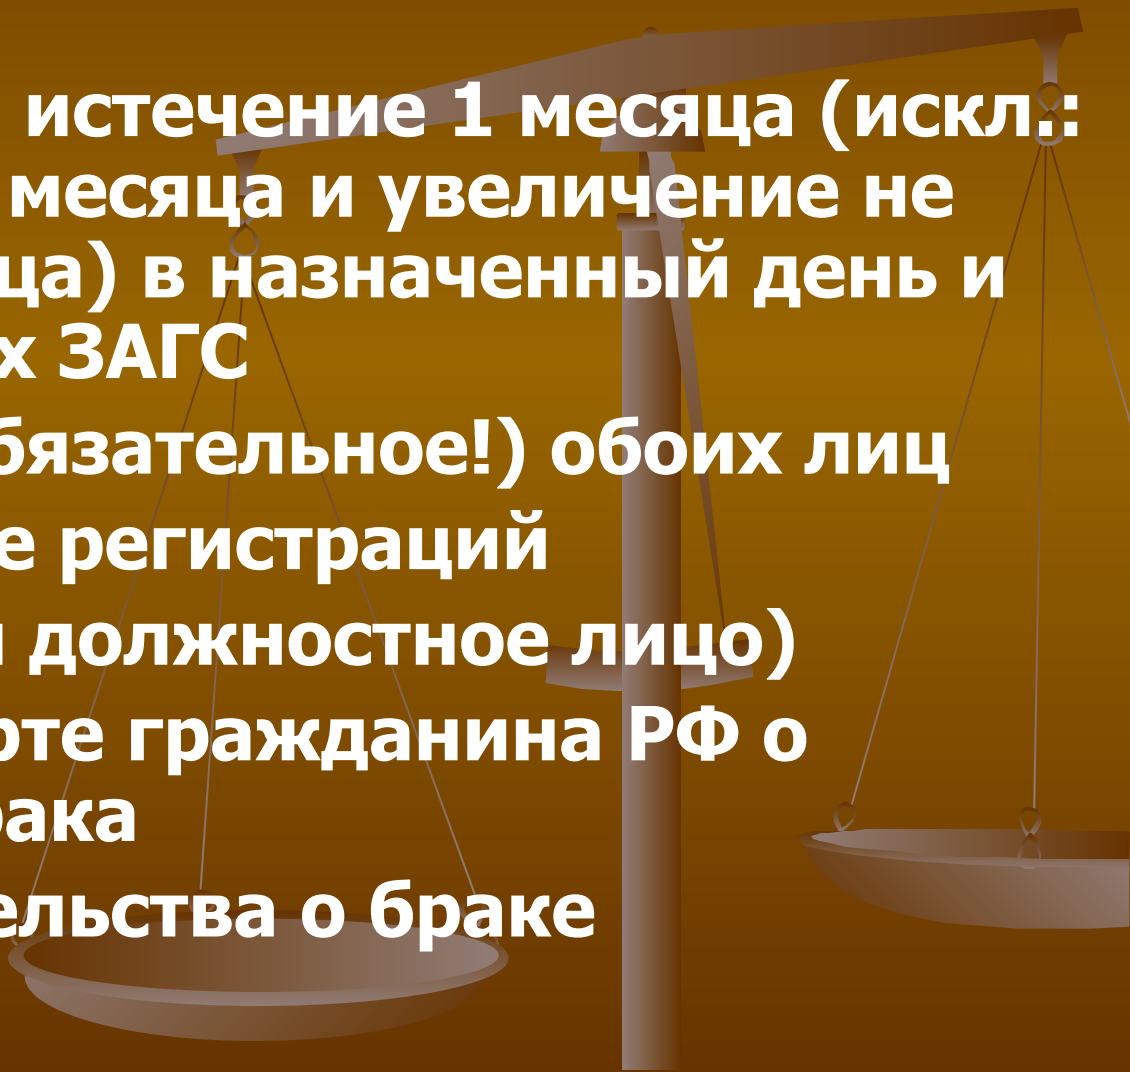 истечение 1 месяца (искл.:
месяца и увеличение не
ца) в назначенный день и
х ЗАГС
бязательное!) обоих лиц
е регистраций
должностное лицо)
рте гражданина РФ о
рака
ельства о браке